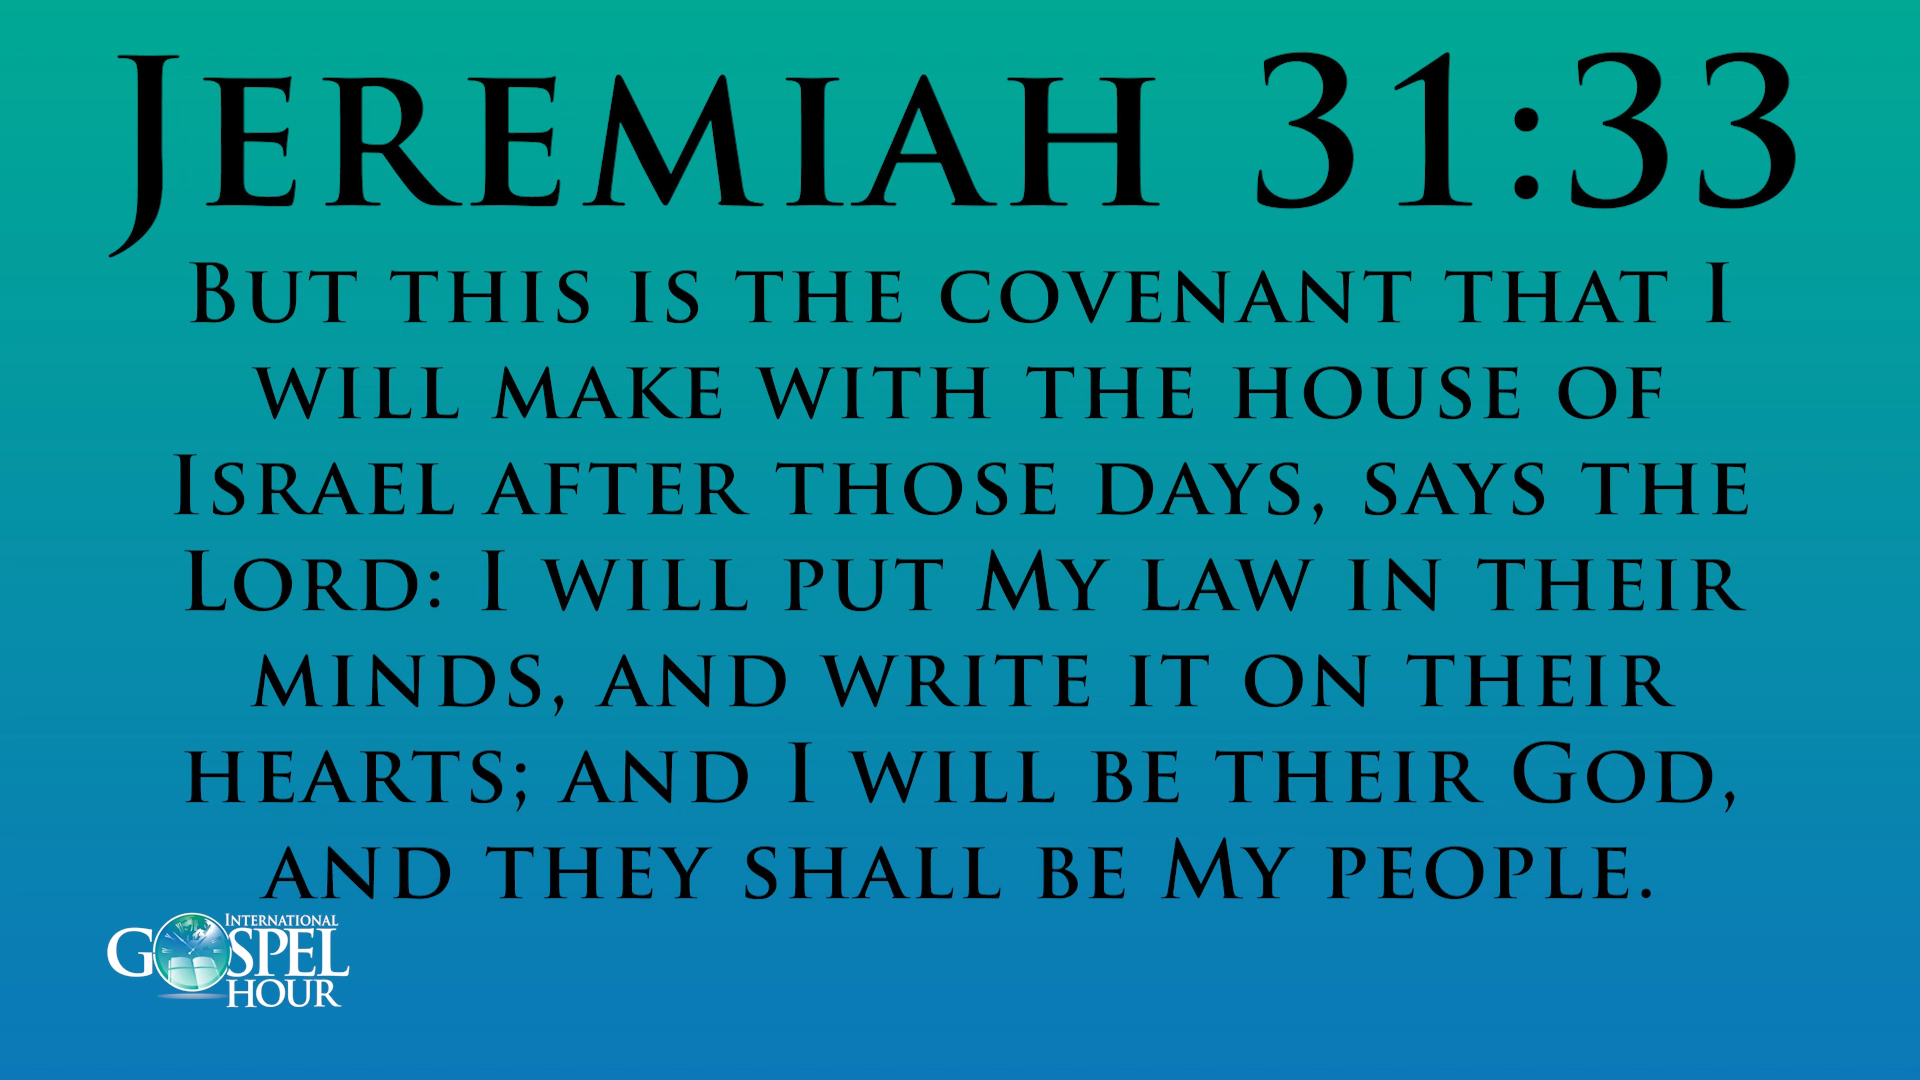 Jeremiah 31:33
But this is the covenant that I
will make with the house of
Israel after those days, says the
Lord: I will put My law in their
minds, and write it on their
hearts; and I will be their God,
and they shall be My people.
International
Gospel
Hour